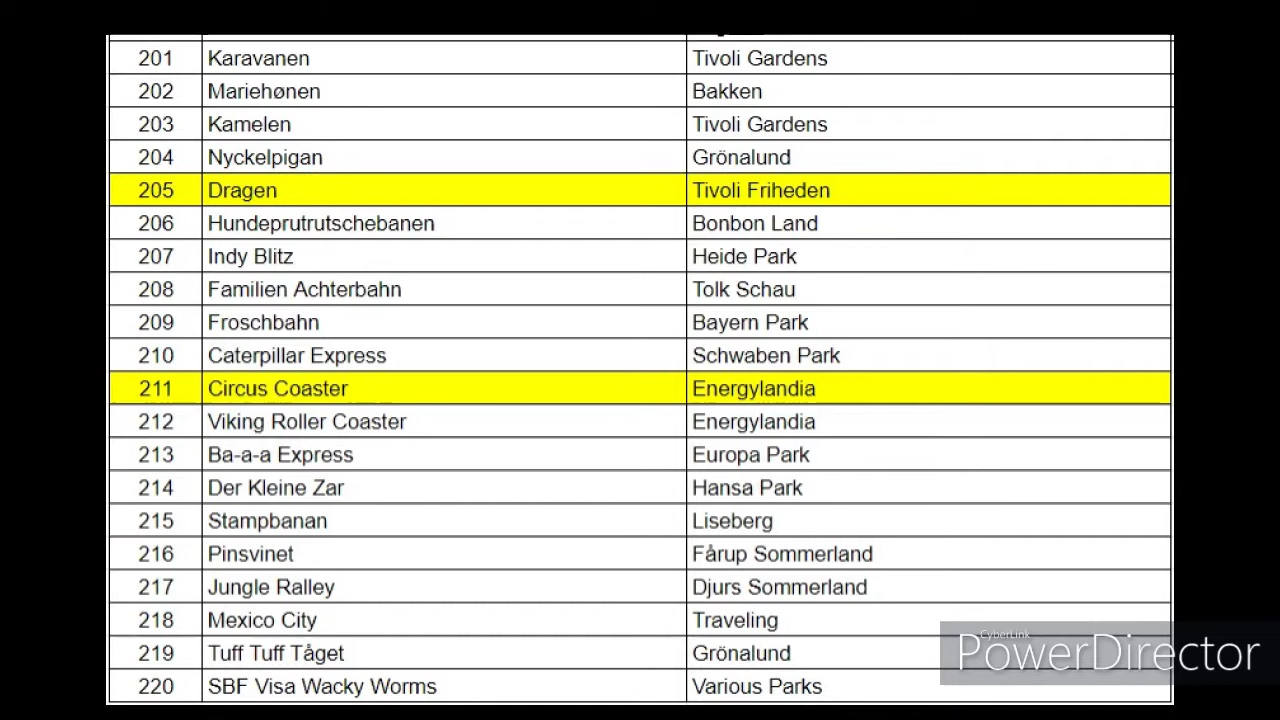 201 Karavanen Tivoli Gardens
202 Mariehønen Bakken
203 Kamelen Tivoli Gardens
204 Nyckelpigan Grönalund
205 Dragen Tivoli Friheden
206 Hundeprutrutschebanen Bonbon Land
207 Indy Blitz Heide Park
208 Familien Achterbahn Tolk Schau
209 Froschbahn Bayern Park
210 Caterpillar Express Schwaben Park
211 Circus Coaster Energylandia
212 Viking Roller Coaster Energylandia
213 Ba-a-a Express Europa Park
214 Der Kleine Zar Hansa Park
215 Stampbanan Liseberg
216 Pinsvinet Fårup Sommerland
217 Jungle Ralley Djurs Sommerland
218 Mexico City Traveling
219 Tuff Tuff Tåget Grönalund
220 SBF Visa Wacky Worms Various Parks
CyberLink
PowerDirector